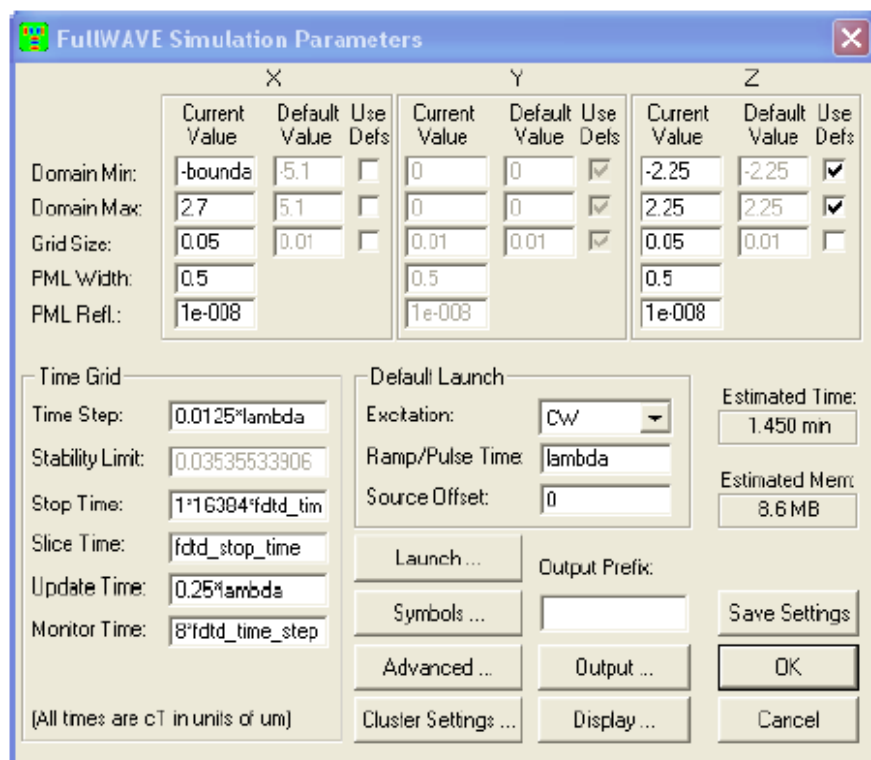 FullWAVE Simulation Parameters
X Y Z
Current Value Default Value Use Defs Current Value Default Value Use Defs Current Value Default Value Use Defs
Domain Min: -bounda -5.1 0 0 -2.25 -2.25
Domain Max: 2.7 5.1 0 0 2.25 2.25
Grid Size: 0.05 0.01 0.01 0.01 0.05 0.01
PML Width: 0.5 0.5 0.5
PML Refl.: 1e-008 1e-008 1e-008
Time Grid
Time Step: 0.0125*lambda
Stability Limit: 0.03535533906
Stop Time: 1*16384*fdtd_tim
Slice Time: fdtd_stop_time
Update Time: 0.25*lambda
Monitor Time: 8*fdtd_time_step
(All times are cT in units of um)
Default Launch
Excitation: CW
Ramp/Pulse Time: lambda
Source Offset: 0
Estimated Time:
1.450 min
Estimated Mem:
8.6 MB
Launch ...
Output Prefix:
Symbols ...
Save Settings
Advanced ...
Output ...
OK
Cluster Settings ...
Display ...
Cancel